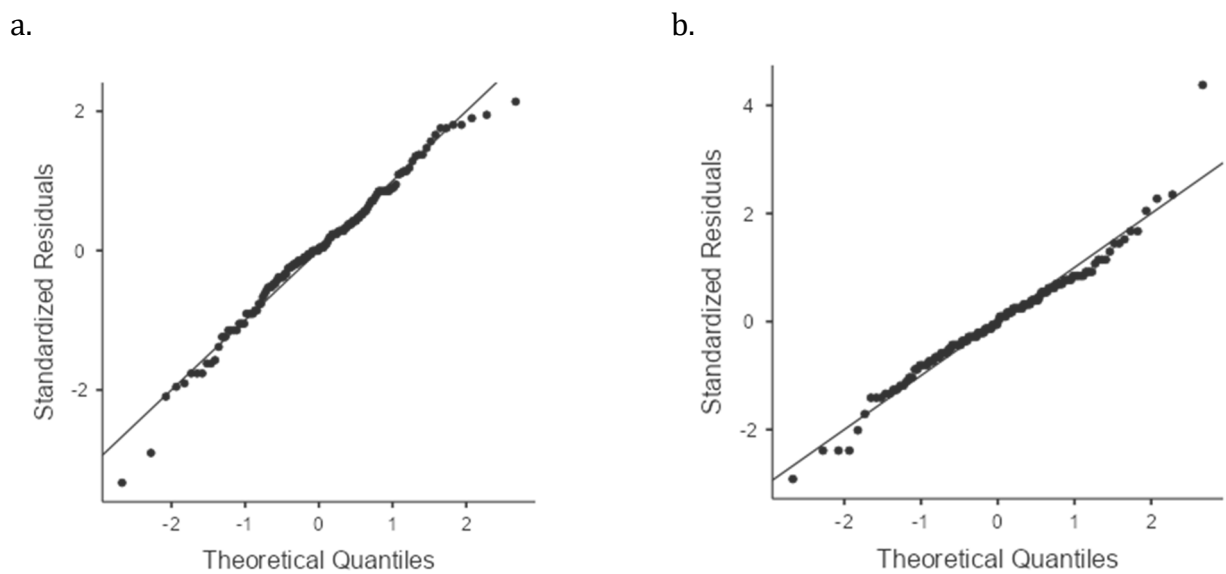 a.
Standardized Residuals
2
0
-2
-2
-1
0
1
2
Theoretical Quantiles
b.
Standardized Residuals
4
2
0
-2
-2
-1
0
1
2
Theoretical Quantiles